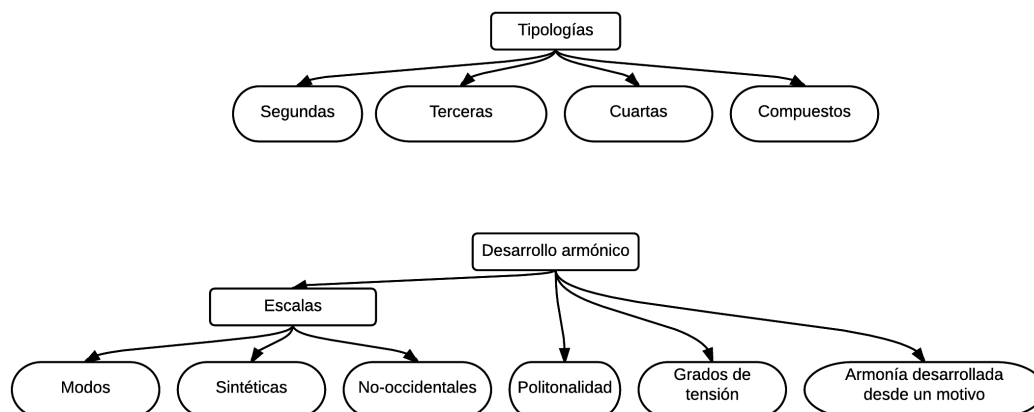 Tipologías
Segundas
Terceras
Cuartas
Compuestos
Desarrollo armónico
Escalas
Modos
Sintéticas
No-occidentales
Politonalidad
Grados de
tensión
Armonía desarrollada
desde un motivo